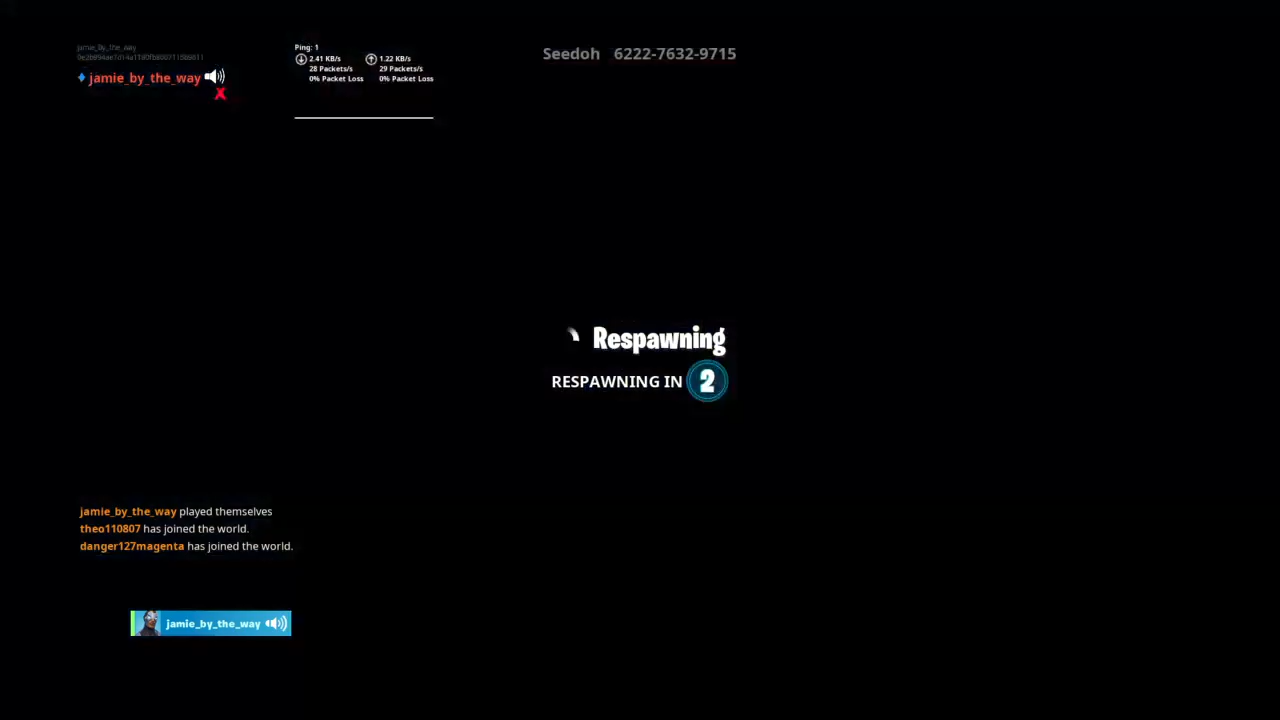 jamie_by_the_way
jamie_by_the_way
Ping: 1
2.41 KB/s 1.22 KB/s
28 Packets/s 29 Packets/s
0% Packet Loss 0% Packet Loss
Seedoh 6222-7632-9715
Respawning
RESPAWNING IN 2
jamie_by_the_way played themselves
theo110807 has joined the world.
danger127magenta has joined the world.
jamie_by_the_way